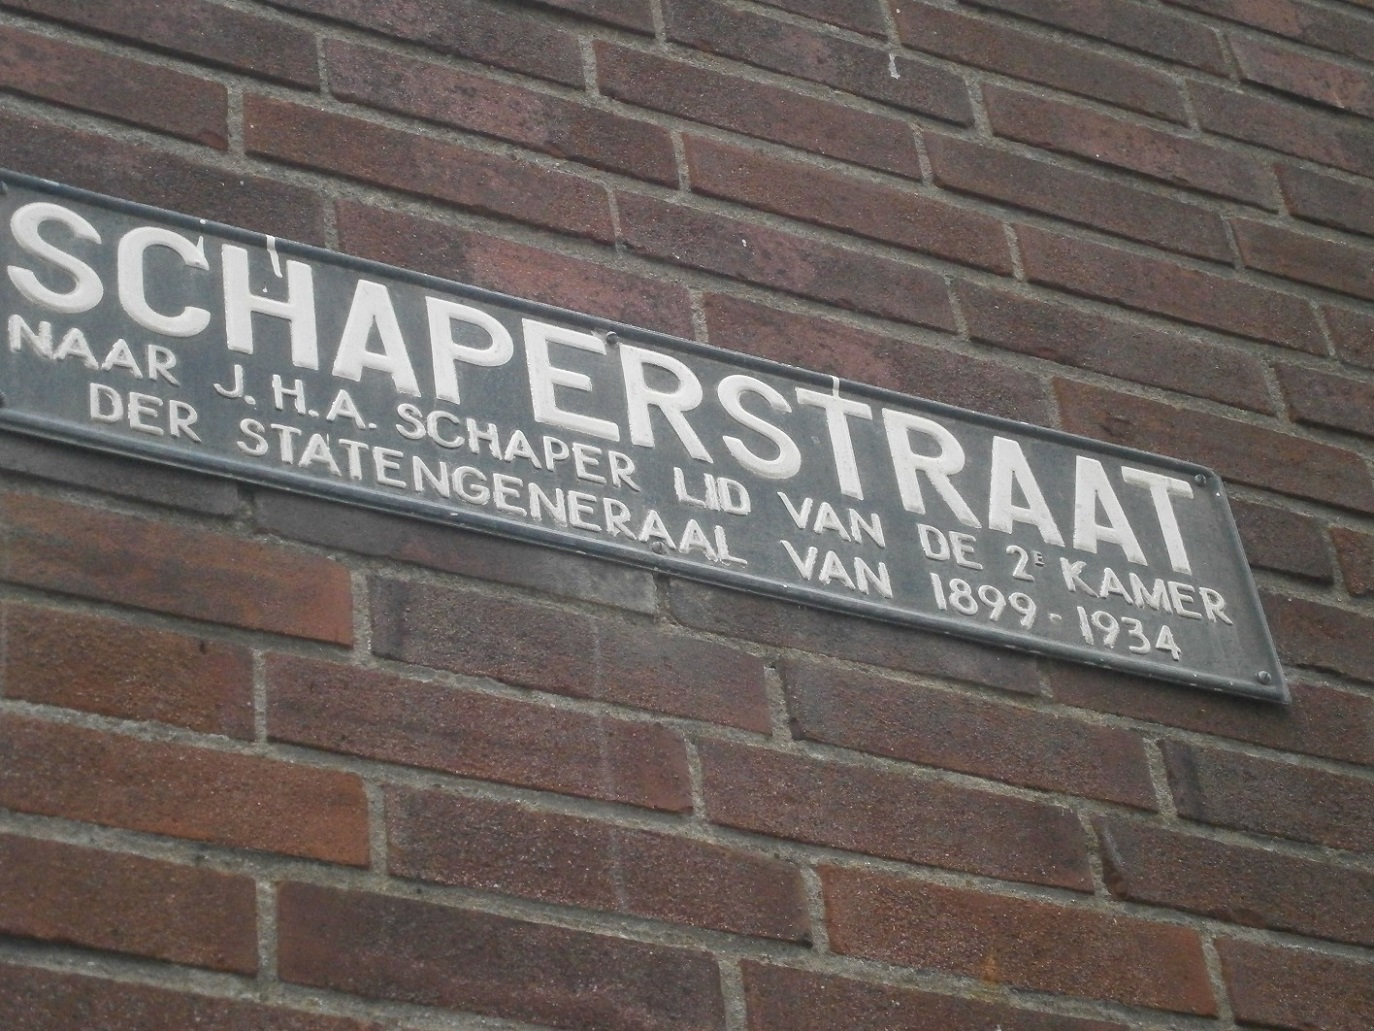 SCHAPERSTRAAT
NAAR J.H.A. SCHAPER LID VAN DE 2E KAMER
DER STATENGENERAAL VAN 1899-1934